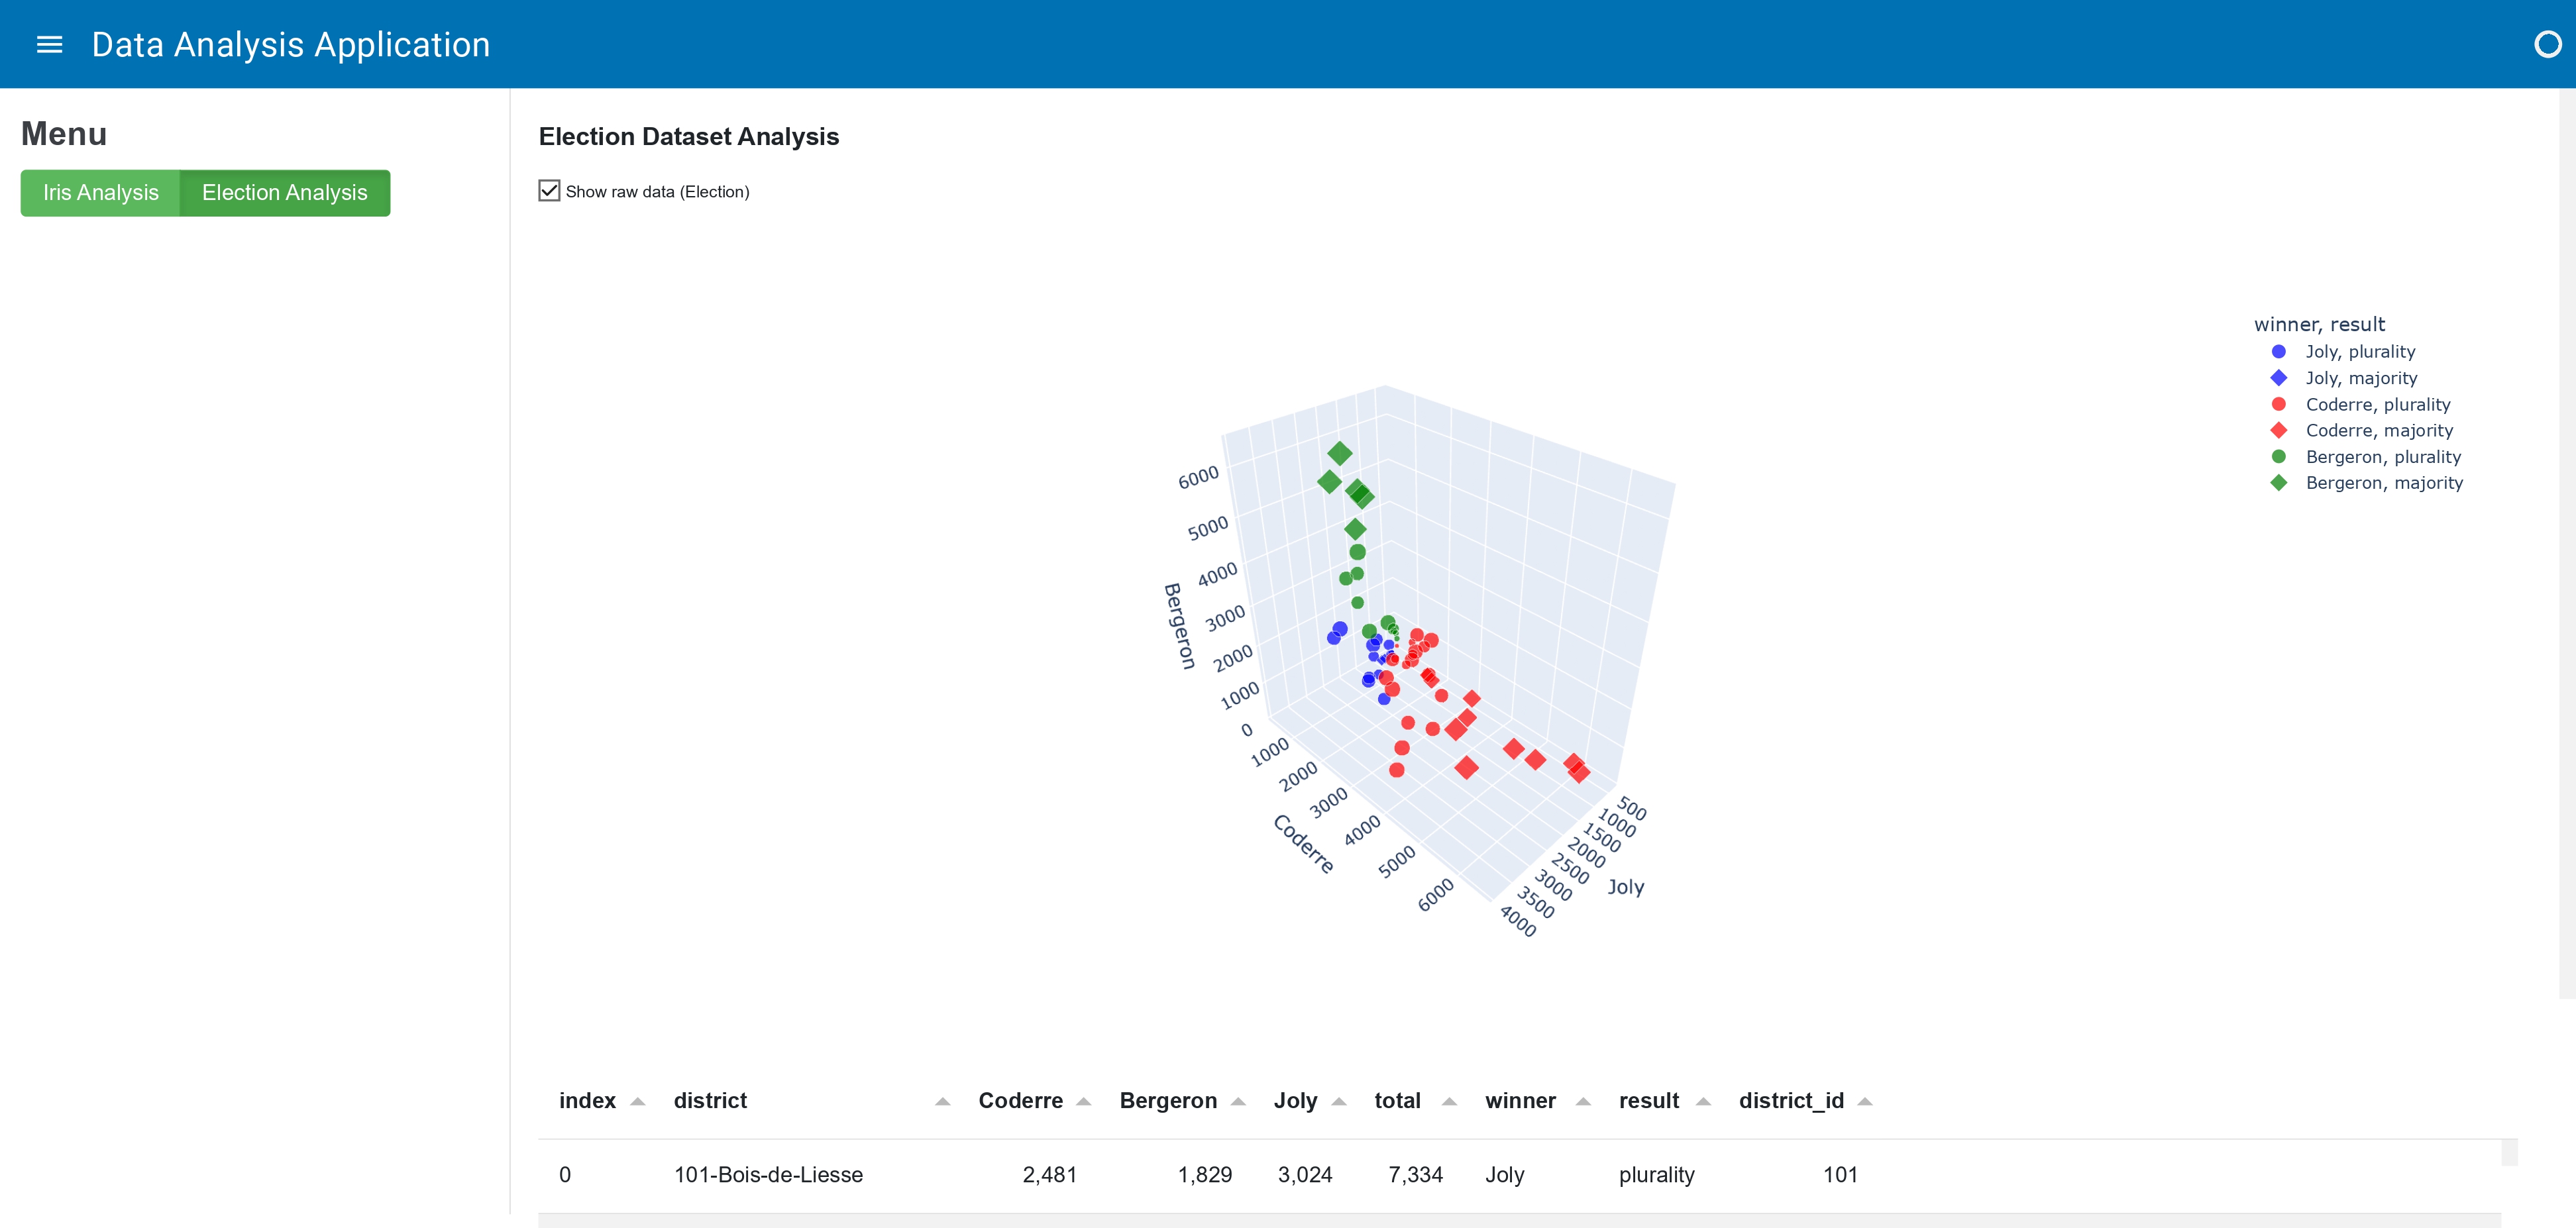 Data Analysis Application
Menu
Iris Analysis Election Analysis
Election Dataset Analysis
Show raw data (Election)
winner, result
Joly, plurality
Joly, majority
Coderre, plurality
Coderre, majority
Bergeron, plurality
Bergeron, majority
6000
5000
4000
3000
2000
1000
0
Bergeron
1000
2000
3000
4000
5000
6000
Coderre
500
1000
1500
2000
2500
3000
3500
4000
Joly
index district Coderre Bergeron Joly total winner result district_id
0 101-Bois-de-Liesse 2,481 1,829 3,024 7,334 Joly plurality 101